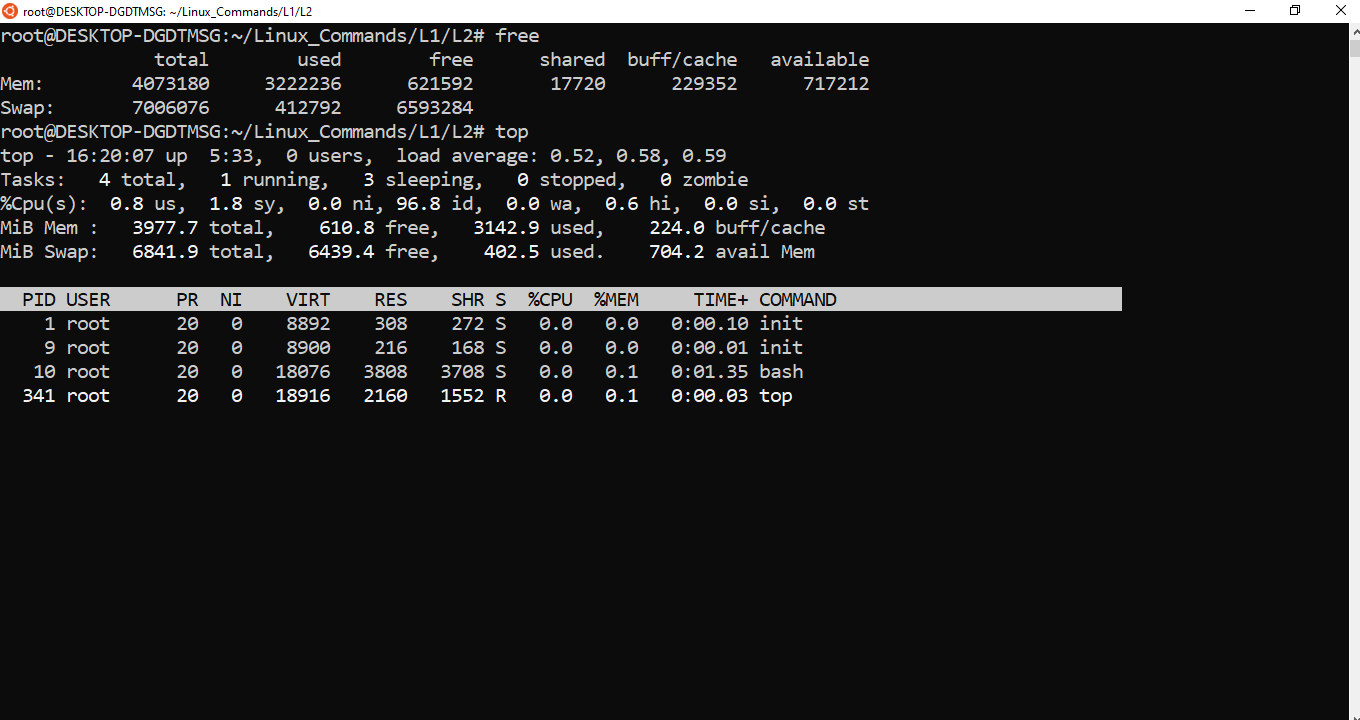 root@DESKTOP-DGDTMSG: ~/Linux_Commands/L1/L2
root@DESKTOP-DGDTMSG:~/Linux_Commands/L1/L2# free
              total        used        free      shared  buff/cache   available
Mem:        4073180     3222236      621592       17720      229352      717212
Swap:       7006076      412792     6593284
root@DESKTOP-DGDTMSG:~/Linux_Commands/L1/L2# top
top - 16:20:07 up  5:33,  0 users,  load average: 0.52, 0.58, 0.59
Tasks:   4 total,   1 running,   3 sleeping,   0 stopped,   0 zombie
%Cpu(s):  0.8 us,  1.8 sy,  0.0 ni, 96.8 id,  0.0 wa,  0.6 hi,  0.0 si,  0.0 st
MiB Mem :   3977.7 total,    610.8 free,   3142.9 used,    224.0 buff/cache
MiB Swap:   6841.9 total,   6439.4 free,    402.5 used.    704.2 avail Mem
  PID USER      PR  NI    VIRT    RES    SHR S  %CPU  %MEM     TIME+ COMMAND
    1 root      20   0    8892    308    272 S   0.0   0.0   0:00.10 init
    9 root      20   0    8900    216    168 S   0.0   0.0   0:00.01 init
   10 root      20   0   18076   3808   3708 S   0.0   0.1   0:01.35 bash
  341 root      20   0   18916   2160   1552 R   0.0   0.1   0:00.03 top